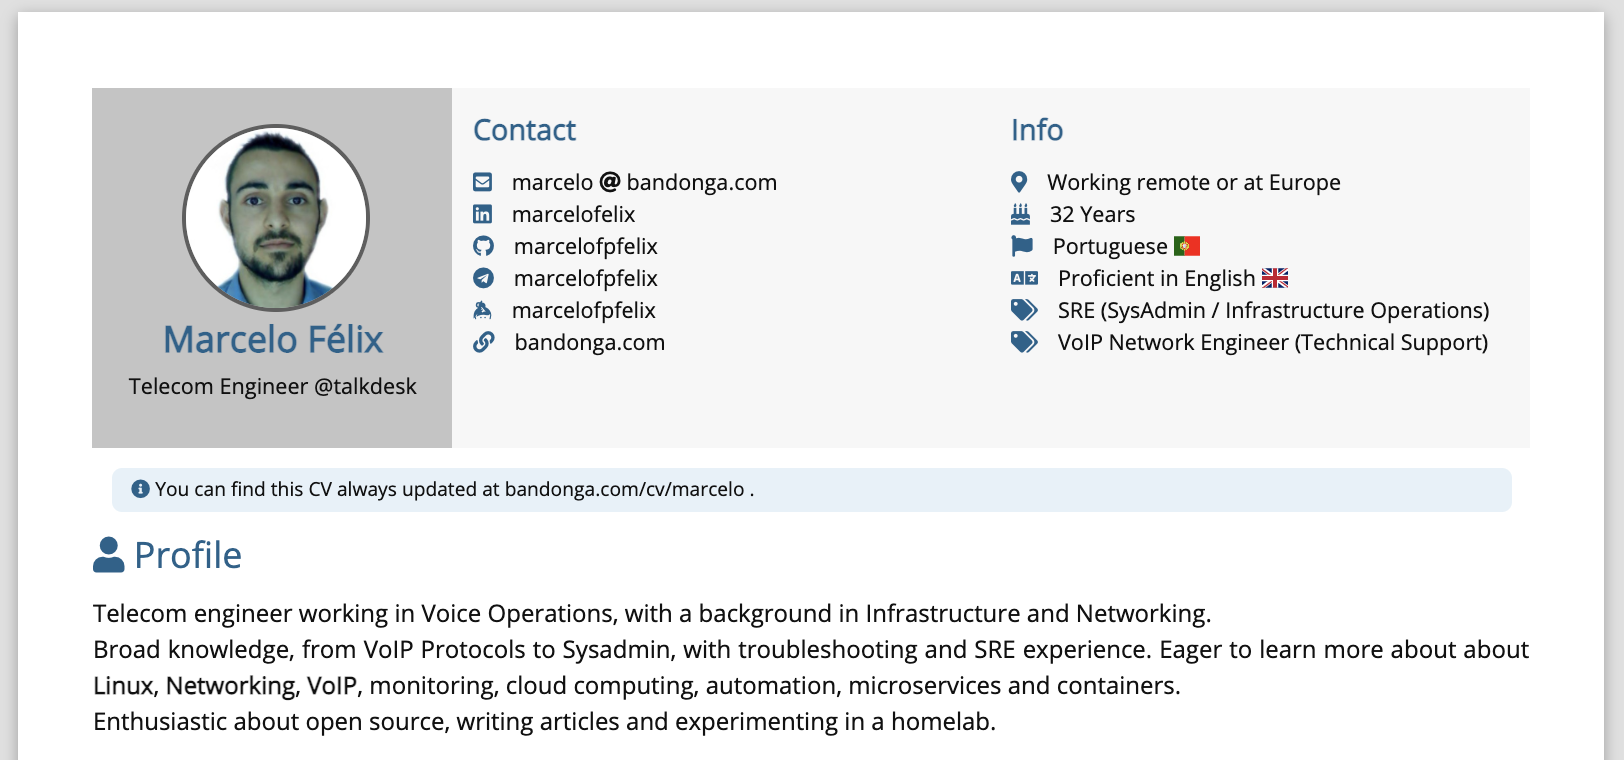 Marcelo Félix
Telecom Engineer @talkdesk
Contact
marcelo @ bandonga.com
marcelofelix
marcelofpfelix
marcelofpfelix
marcelofpfelix
bandonga.com
Info
Working remote or at Europe
32 Years
Portuguese 🇵🇹
Proficient in English 🇬🇧
SRE (SysAdmin / Infrastructure Operations)
VoIP Network Engineer (Technical Support)
You can find this CV always updated at bandonga.com/cv/marcelo .
Profile
Telecom engineer working in Voice Operations, with a background in Infrastructure and Networking.
Broad knowledge, from VoIP Protocols to Sysadmin, with troubleshooting and SRE experience. Eager to learn more about about
Linux, Networking, VoIP, monitoring, cloud computing, automation, microservices and containers.
Enthusiastic about open source, writing articles and experimenting in a homelab.